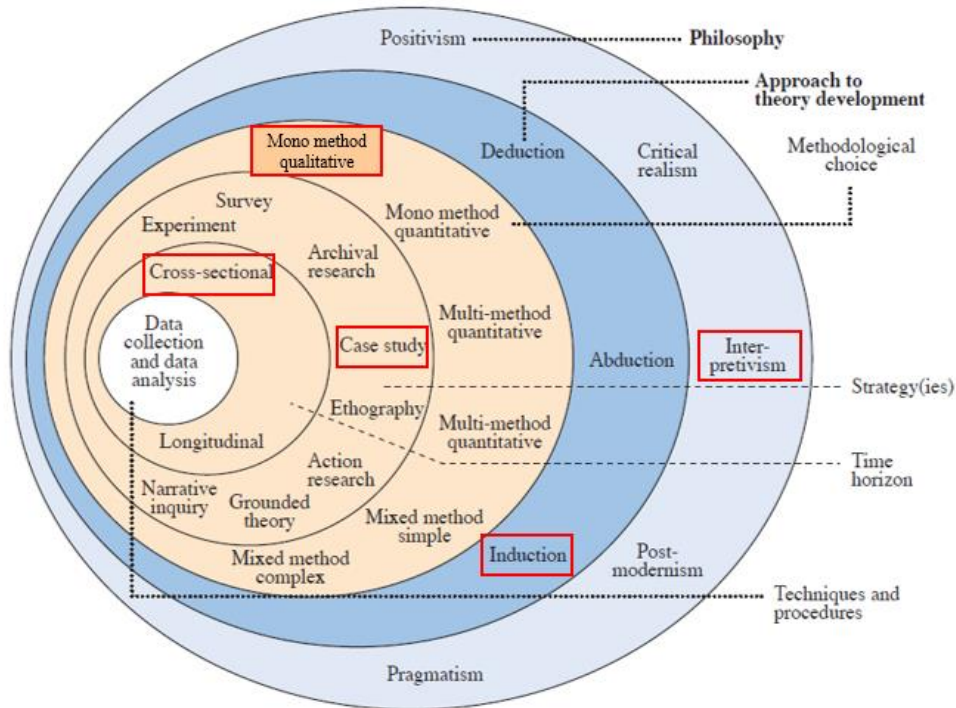 Positivism
Philosophy
Approach to
theory development
Mono method
qualitative
Deduction
Critical
realism
Methodological
choice
Survey
Experiment
Mono method
quantitative
Archival
research
Cross-sectional
Data
collection
and data
analysis
Case study
Multi-method
quantitative
Abduction
Inter-
pretivism
Strategy(ies)
Ethography
Multi-method
quantitative
Longitudinal
Time
horizon
Action
research
Narrative
inquiry
Grounded
theory
Mixed method
simple
Mixed method
complex
Induction
Post-
modernism
Techniques and
procedures
Pragmatism